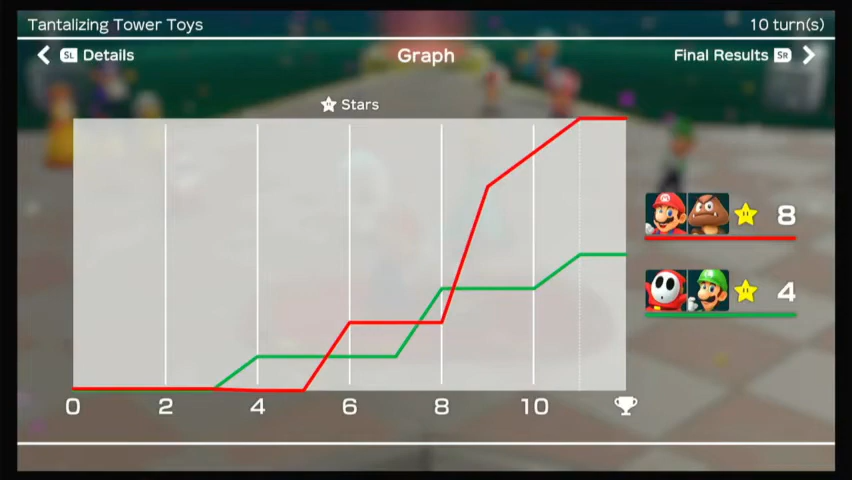 Tantalizing Tower Toys 10 turn(s)
SL Details Graph Final Results SR
Stars
8
4
0 2 4 6 8 10